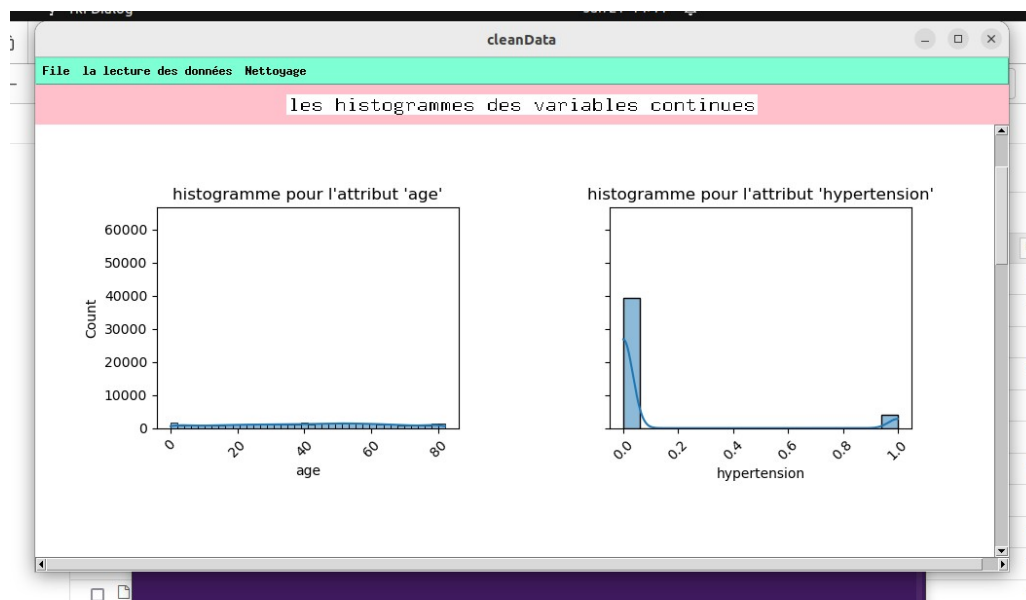 cleanData
File la lecture des données Nettoyage
les histogrammes des variables continues
histogramme pour l'attribut 'age'
60000
50000
40000
30000
20000
10000
0
Count
0 20 40 60 80
age
histogramme pour l'attribut 'hypertension'
0.0 0.2 0.4 0.6 0.8 1.0
hypertension